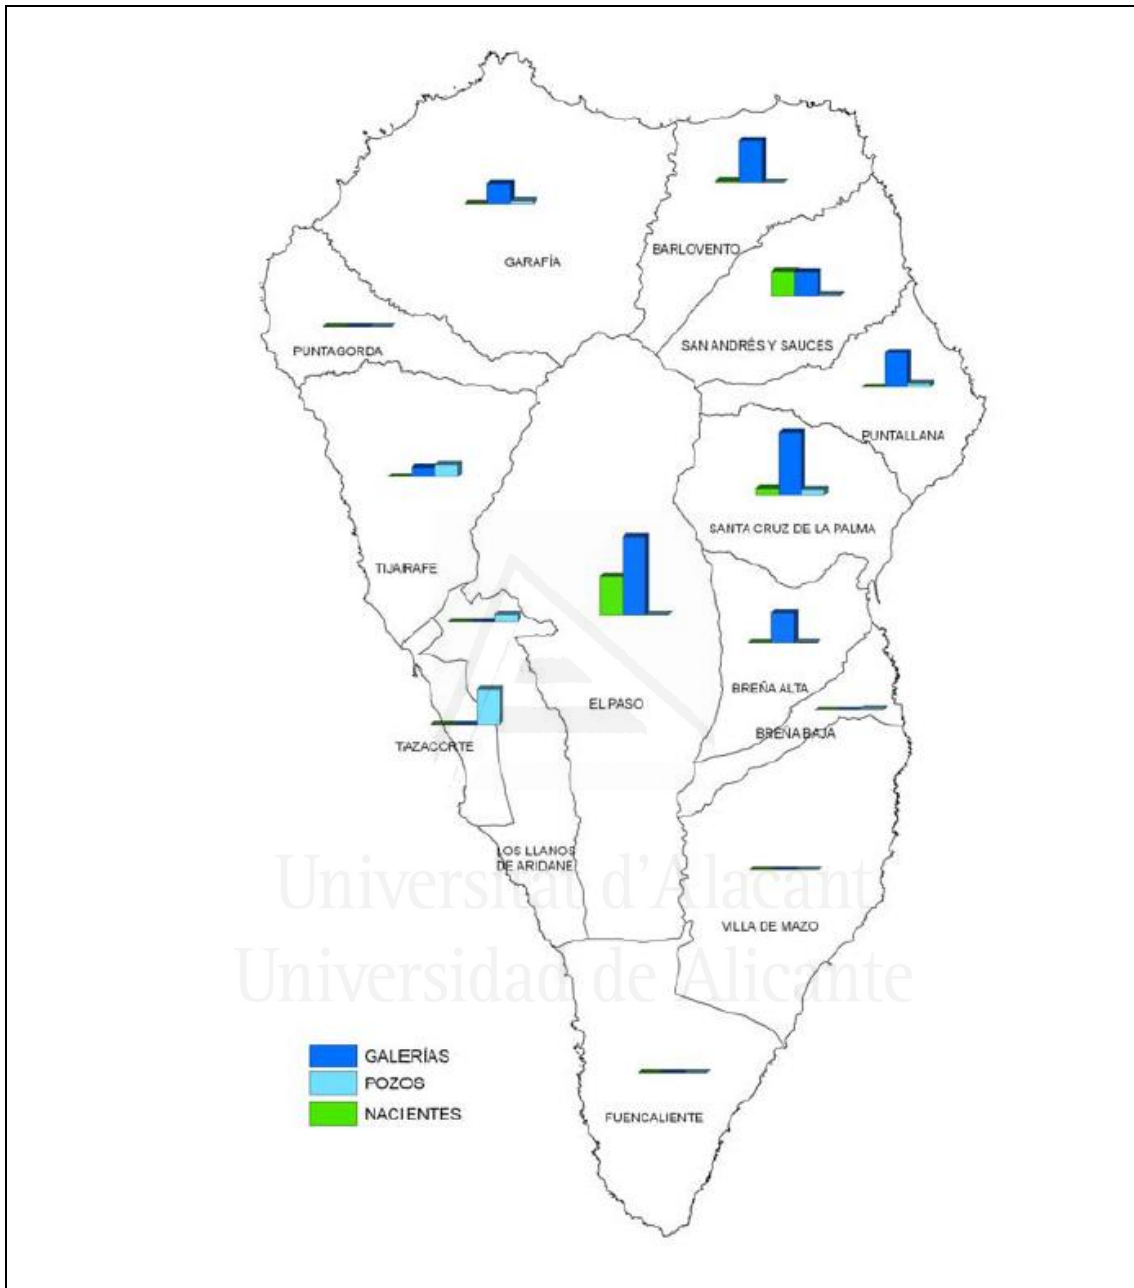 BARLOVENTO
GARAFÍA
SAN ANDRÉS Y SAUCES
PUNTAGORDA
PUNTALLANA
SANTA CRUZ DE LA PALMA
TIJARAFE
BREÑA ALTA
EL PASO
BREÑA BAJA
TAZACORTE
LOS LLANOS
DE ARIDANE
Universitat d'Alacant
VILLA DE MAZO
Universidad de Alicante
GALERÍAS
POZOS
NACIENTES
FUENCALIENTE